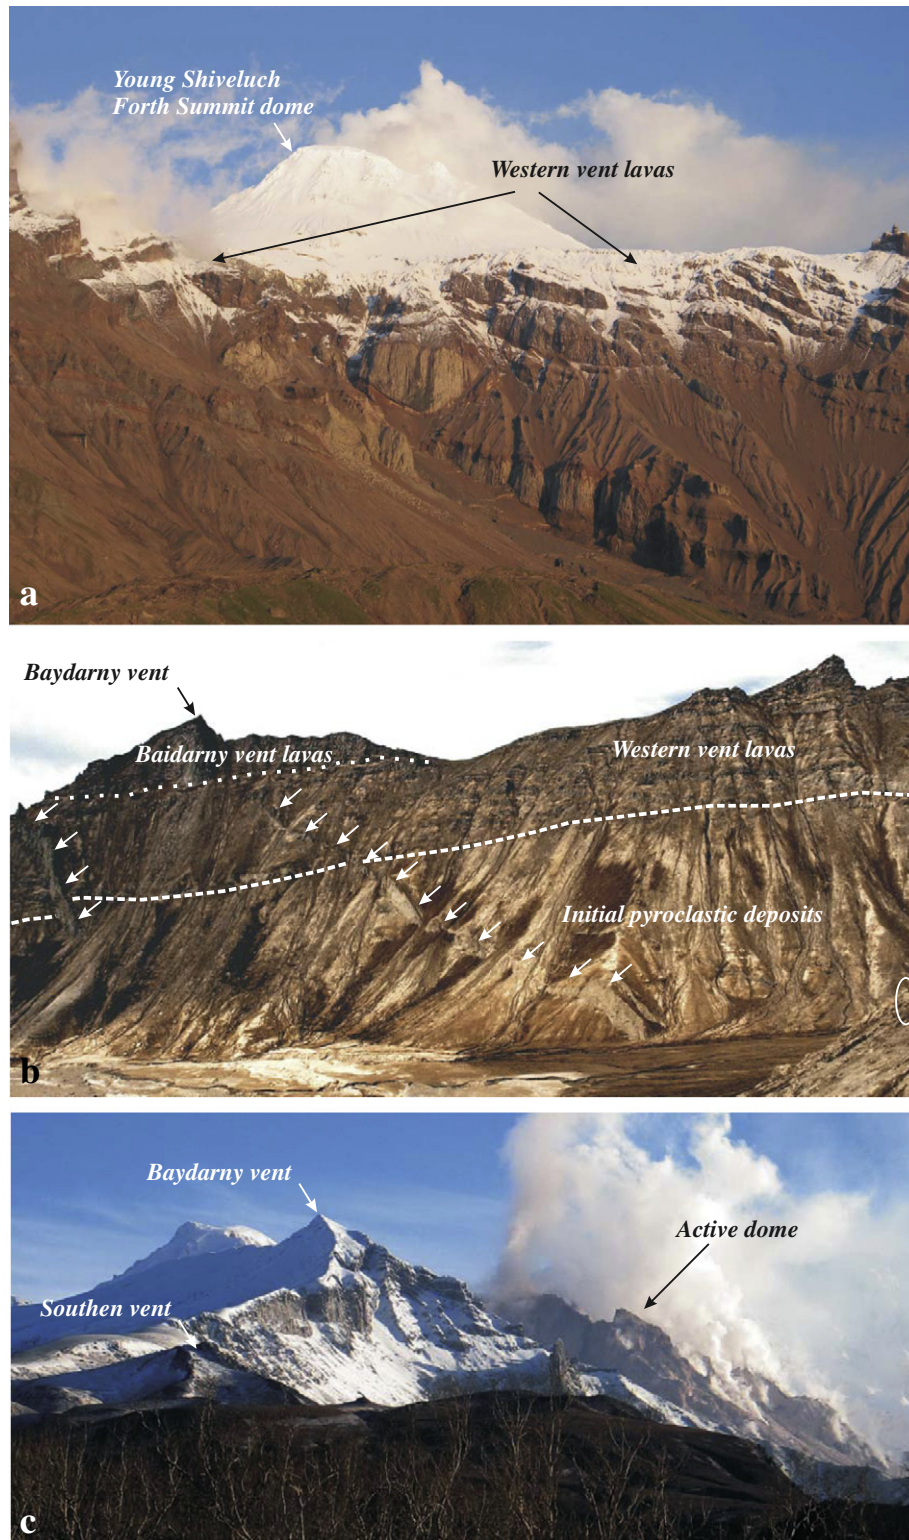 Young Shiveluch
Forth Summit dome
Western vent lavas
a
Baydarny vent
Baidarny vent lavas
Western vent lavas
Initial pyroclastic deposits
b
Baydarny vent
Active dome
Southen vent
c